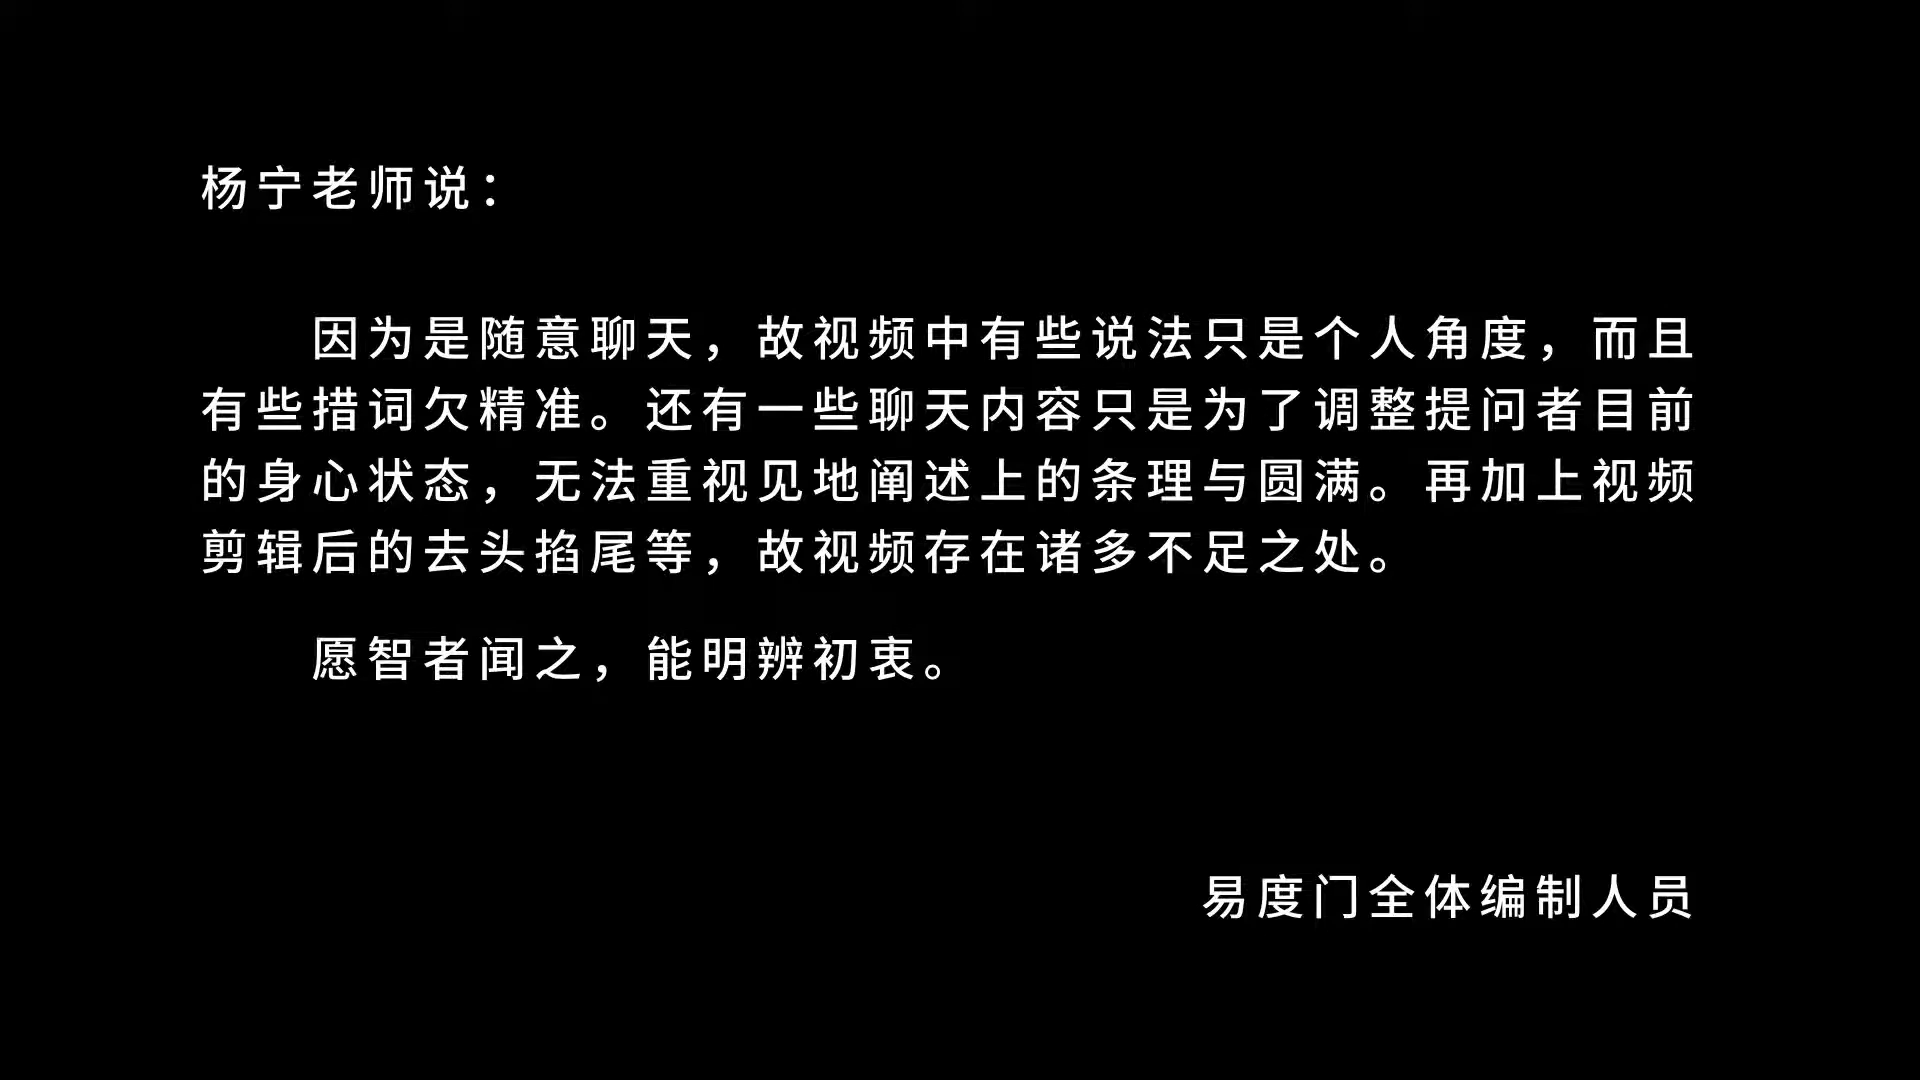 杨宁老师说：
因为是随意聊天，故视频中有些说法只是个人角度，而且
有些措词欠精准。还有一些聊天内容只是为了调整提问者目前
的身心状态，无法重视见地阐述上的条理与圆满。再加上视频
剪辑后的去头掐尾等，故视频存在诸多不足之处。
愿智者闻之，能明辨初衷。
易度门全体编制人员